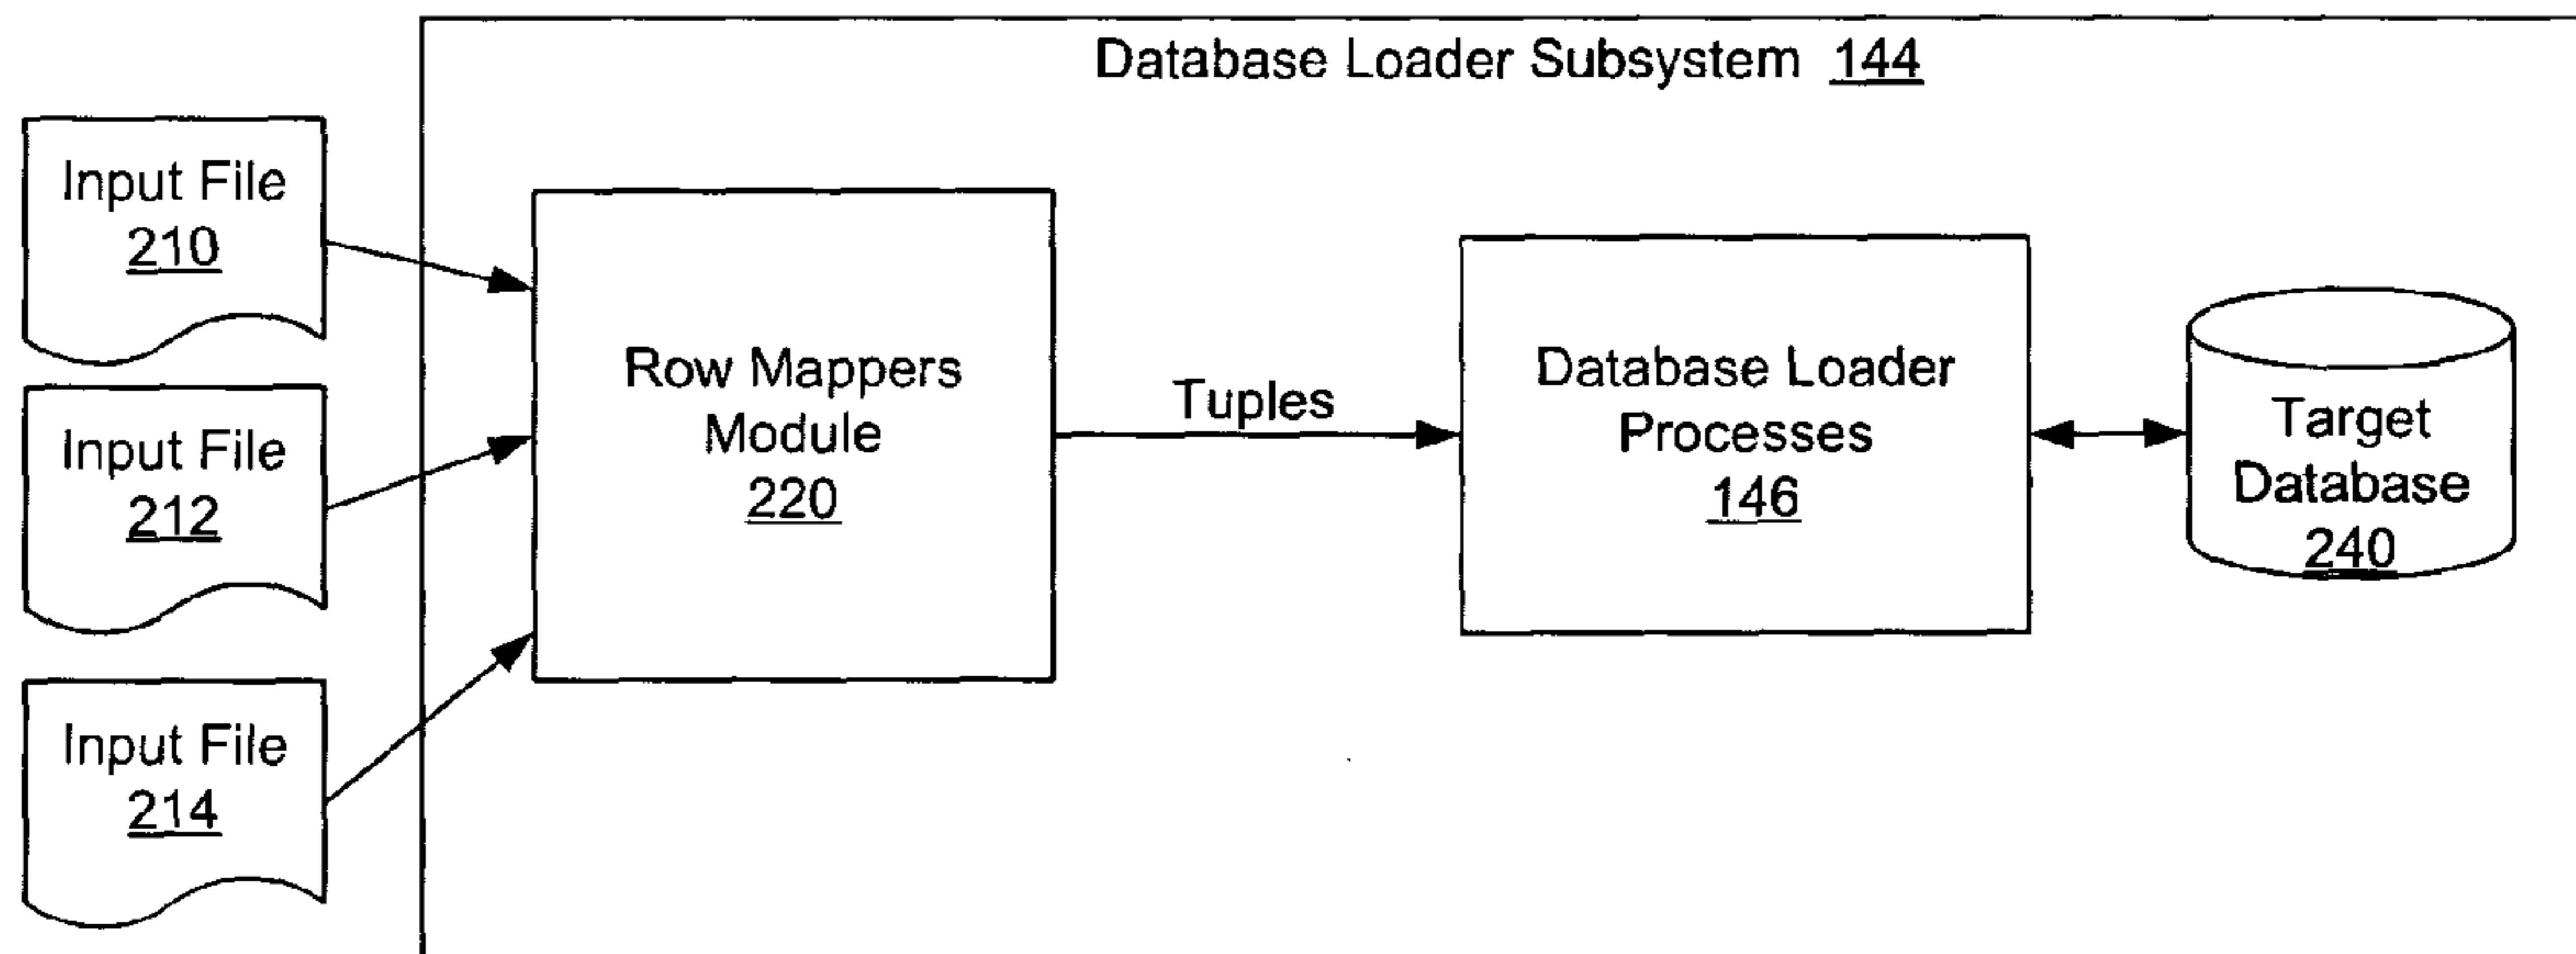 Database Loader Subsystem 144
Input File
210
Input File
212
Input File
214
Row Mappers
Module
220
Tuples
Database Loader
Processes
146
Target
Database
240